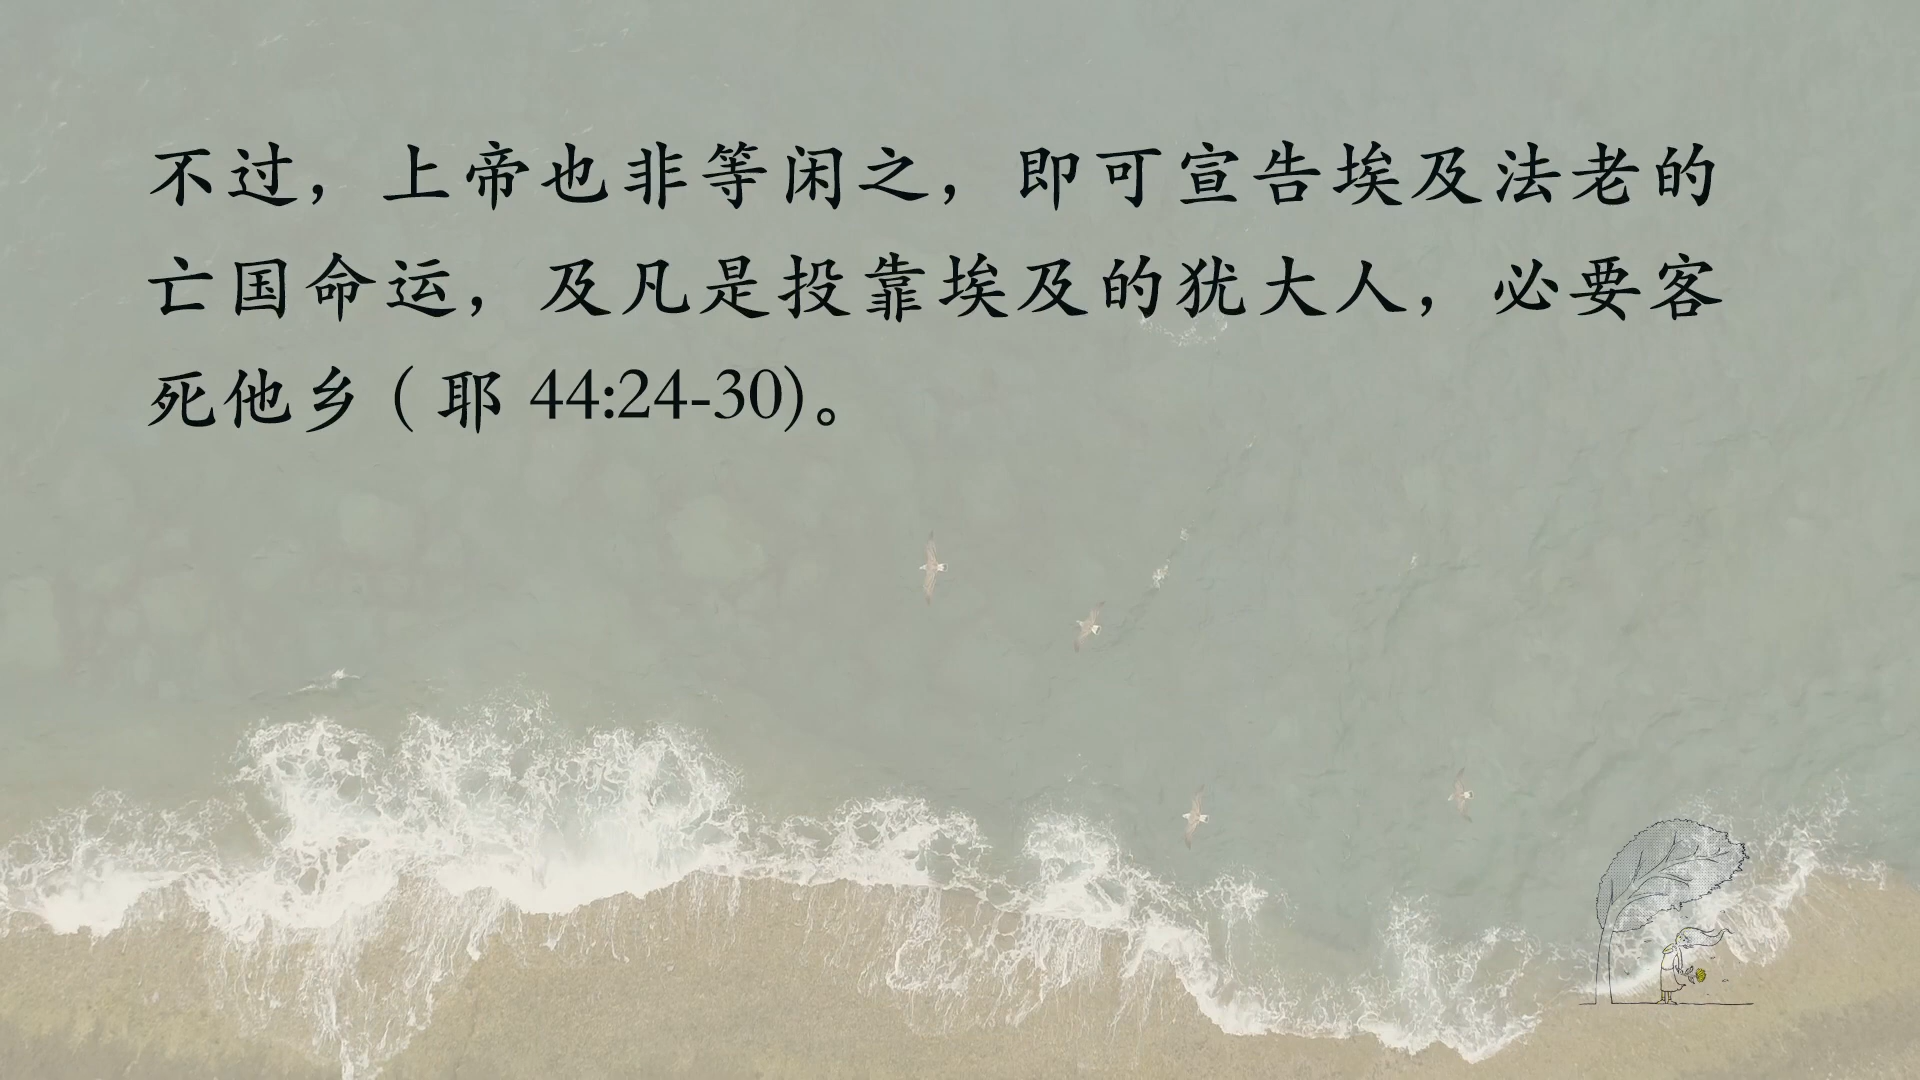 不过，上帝也非等闲之，即可宣告埃及法老的
亡国命运，及凡是投靠埃及的犹大人，必要客
死他乡 ( 耶 44:24-30)。